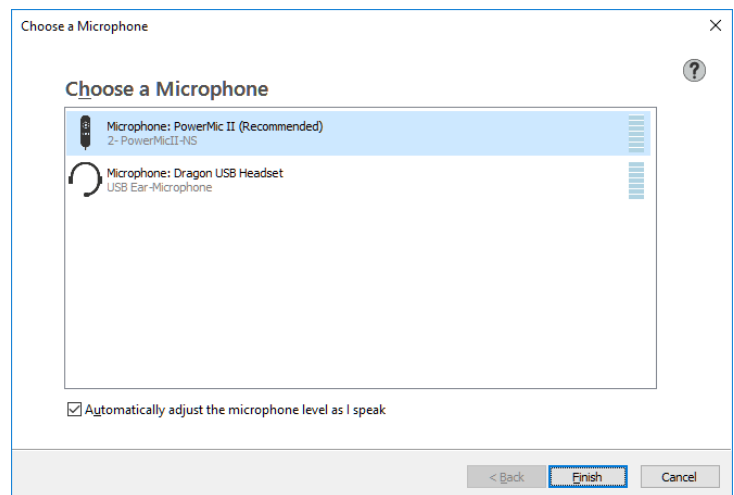 Choose a Microphone
?
Choose a Microphone
Microphone: PowerMic II (Recommended)
2- PowerMicII-NS
Microphone: Dragon USB Headset
USB Ear-Microphone
Automatically adjust the microphone level as I speak
< Back Finish Cancel